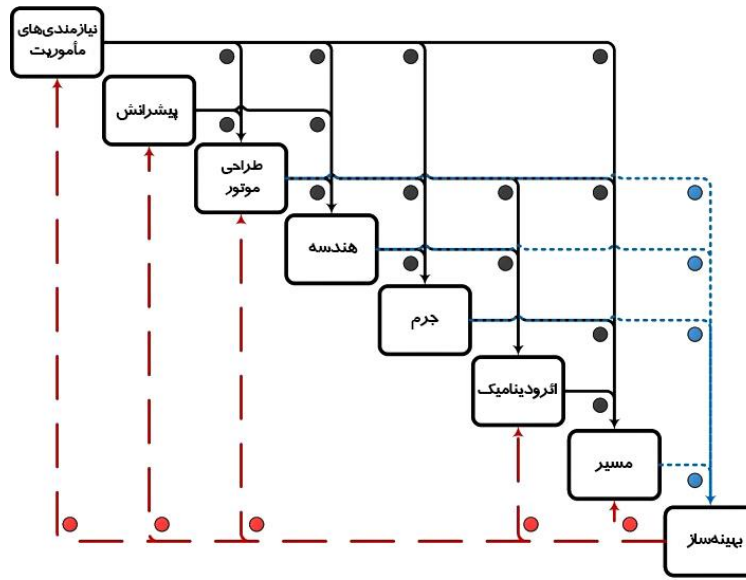 نیازمندی‌های
مأموریت
پیشرانش
طراحی
موتور
هندسه
جرم
ائرودینامیک
مسیر
بهینه‌ساز